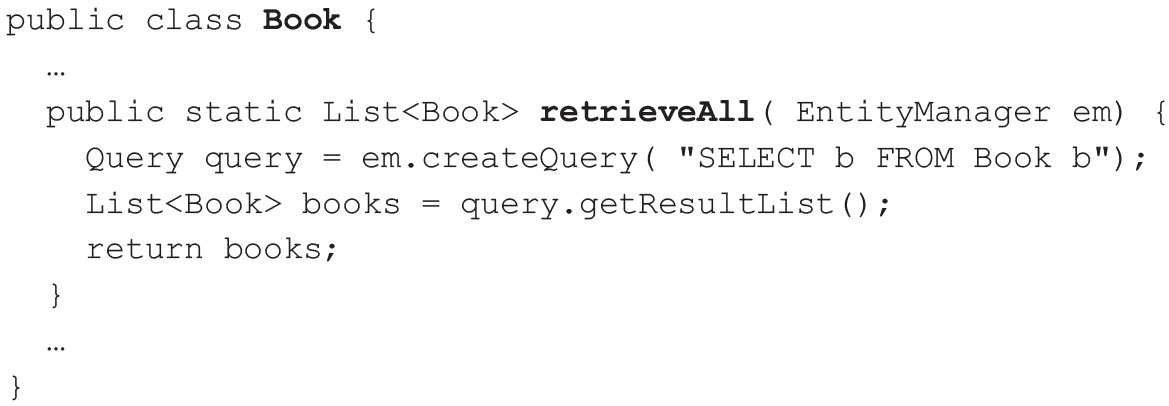 public class Book {
…
public static List<Book> retrieveAll( EntityManager em) {
Query query = em.createQuery( "SELECT b FROM Book b");
List<Book> books = query.getResultList();
return books;
}
…
}